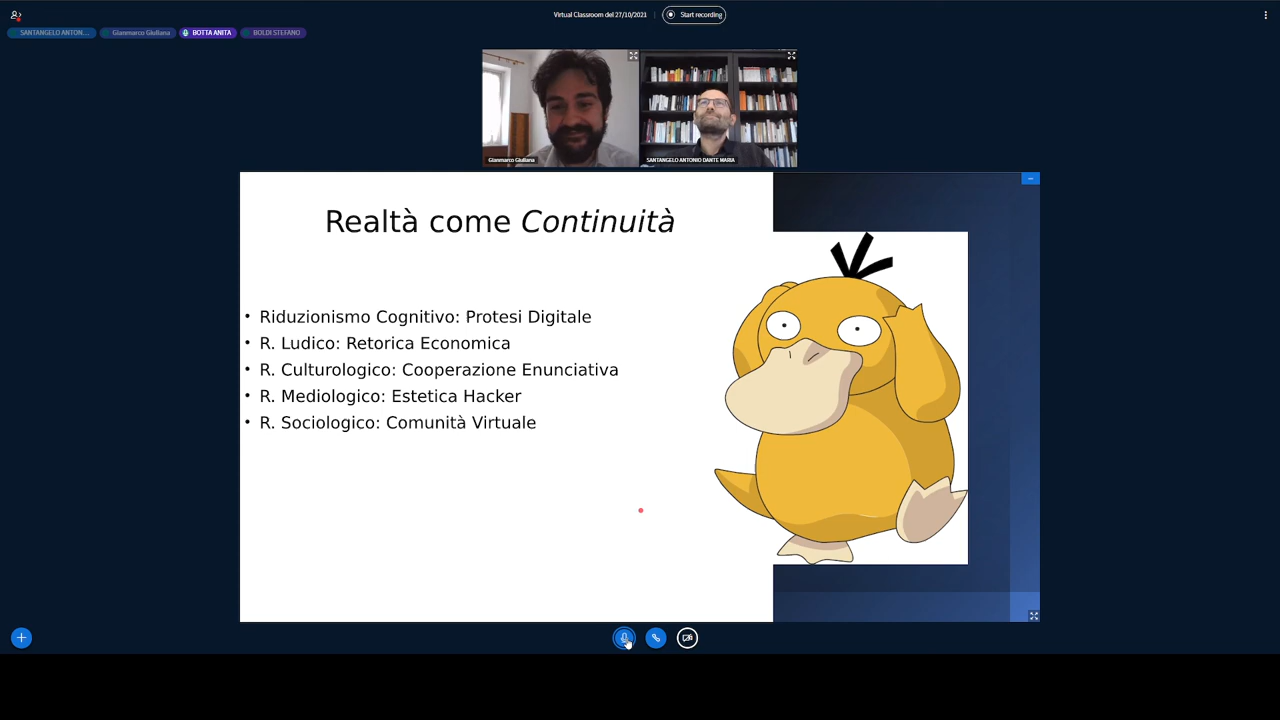 Virtual Classroom del 27/10/2021
Start recording
SANTANGELO ANTON...
Gianmarco Giuliana
BOTTA ANITA
BOLDI STEFANO
Gianmarco Giuliana
SANTANGELO ANTONIO DANTE MARIA
Realtà come Continuità
• Riduzionismo Cognitivo: Protesi Digitale
• R. Ludico: Retorica Economica
• R. Culturologico: Cooperazione Enunciativa
• R. Mediologico: Estetica Hacker
• R. Sociologico: Comunità Virtuale